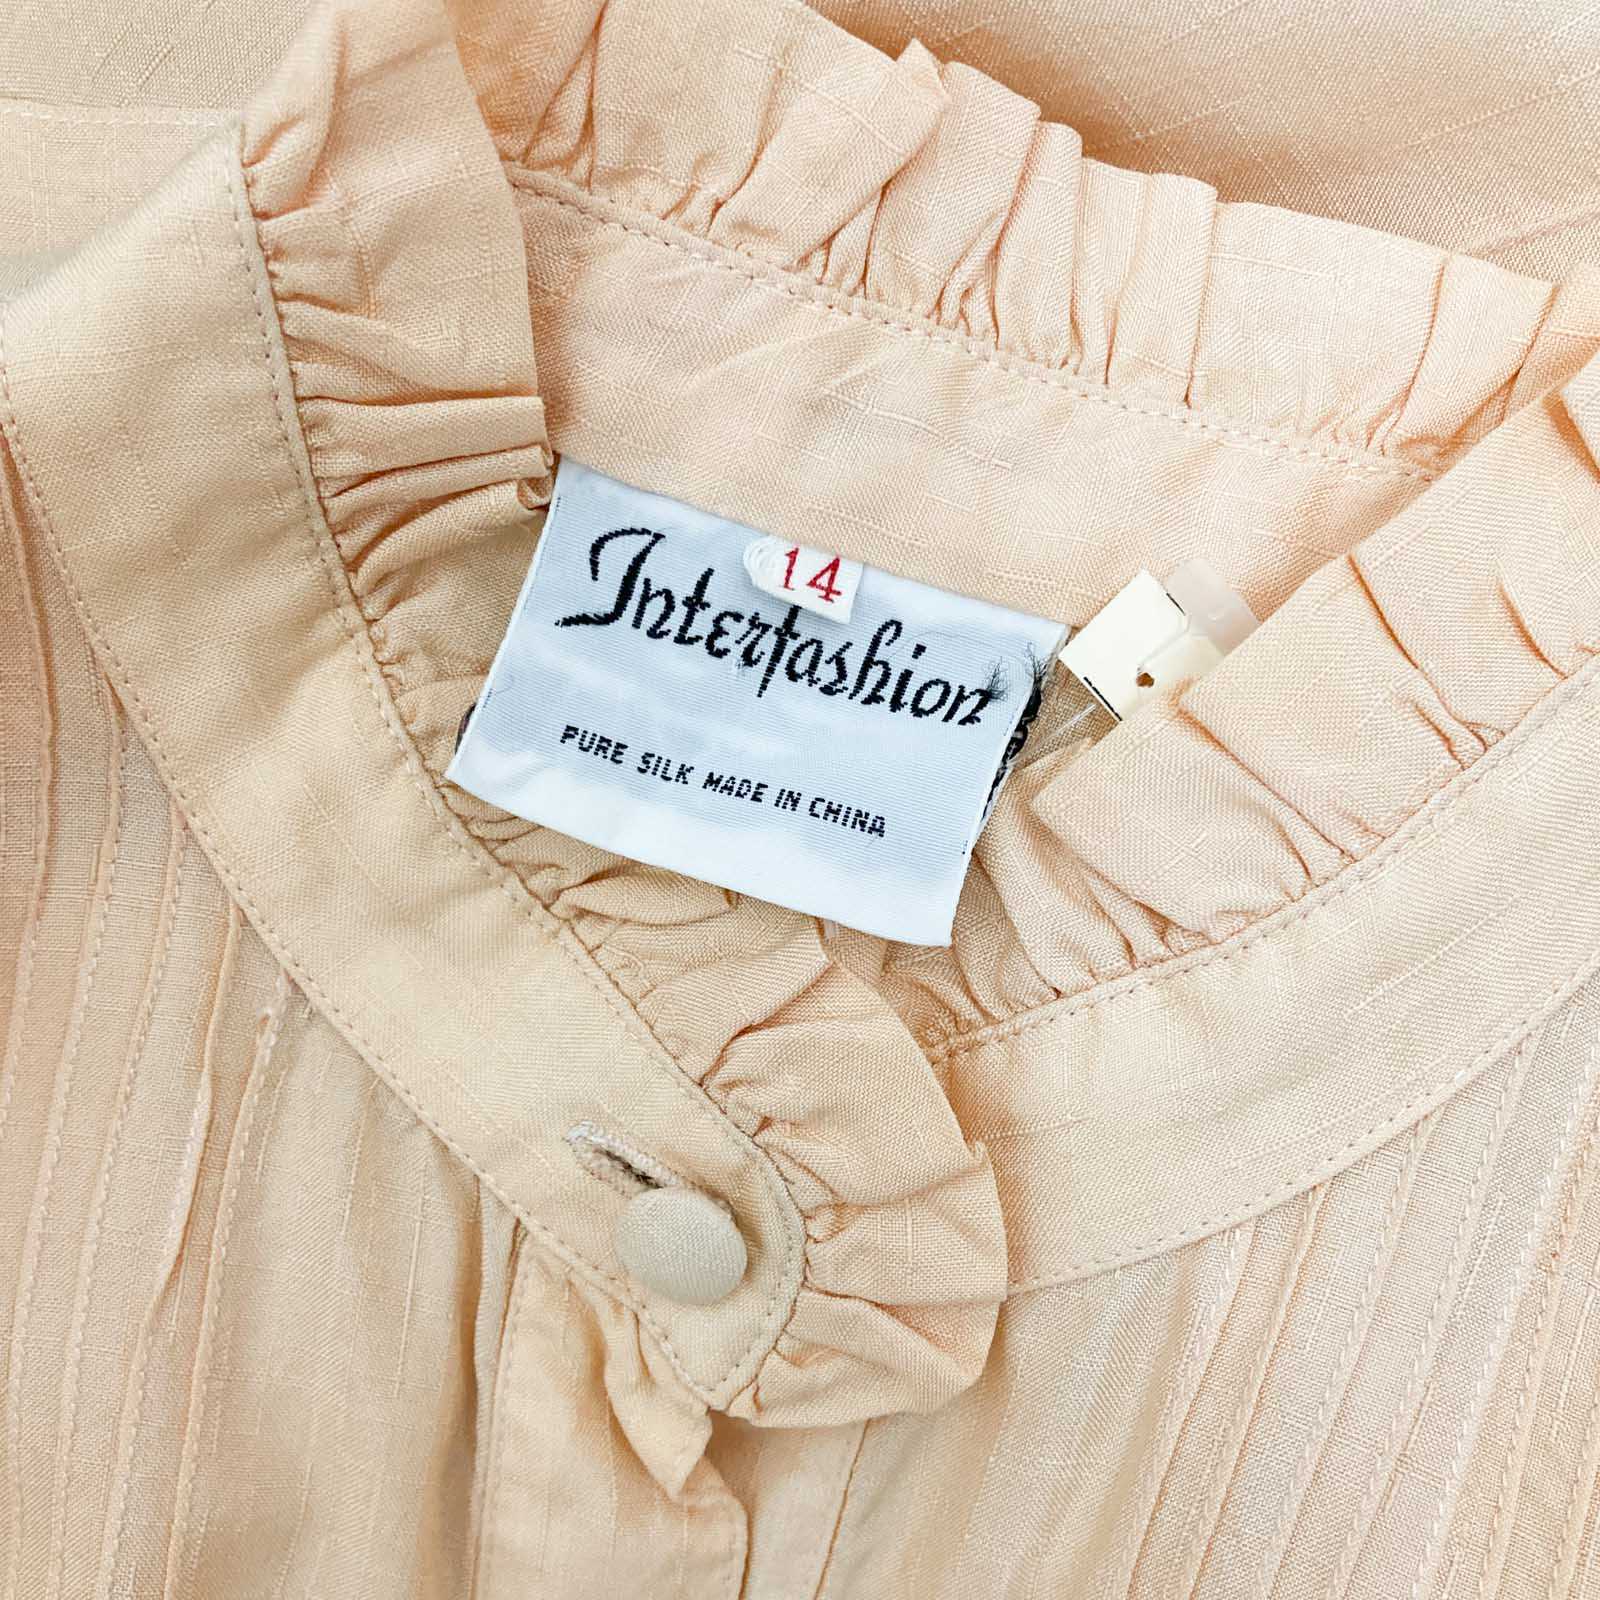 14
Interfashion
PURE SILK MADE IN CHINA